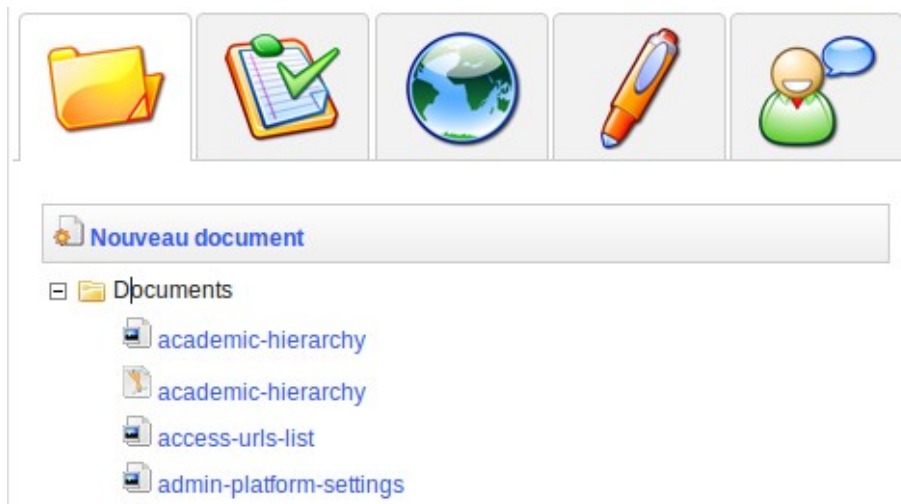 Nouveau document
Documents
academic-hierarchy
academic-hierarchy
access-urls-list
admin-platform-settings